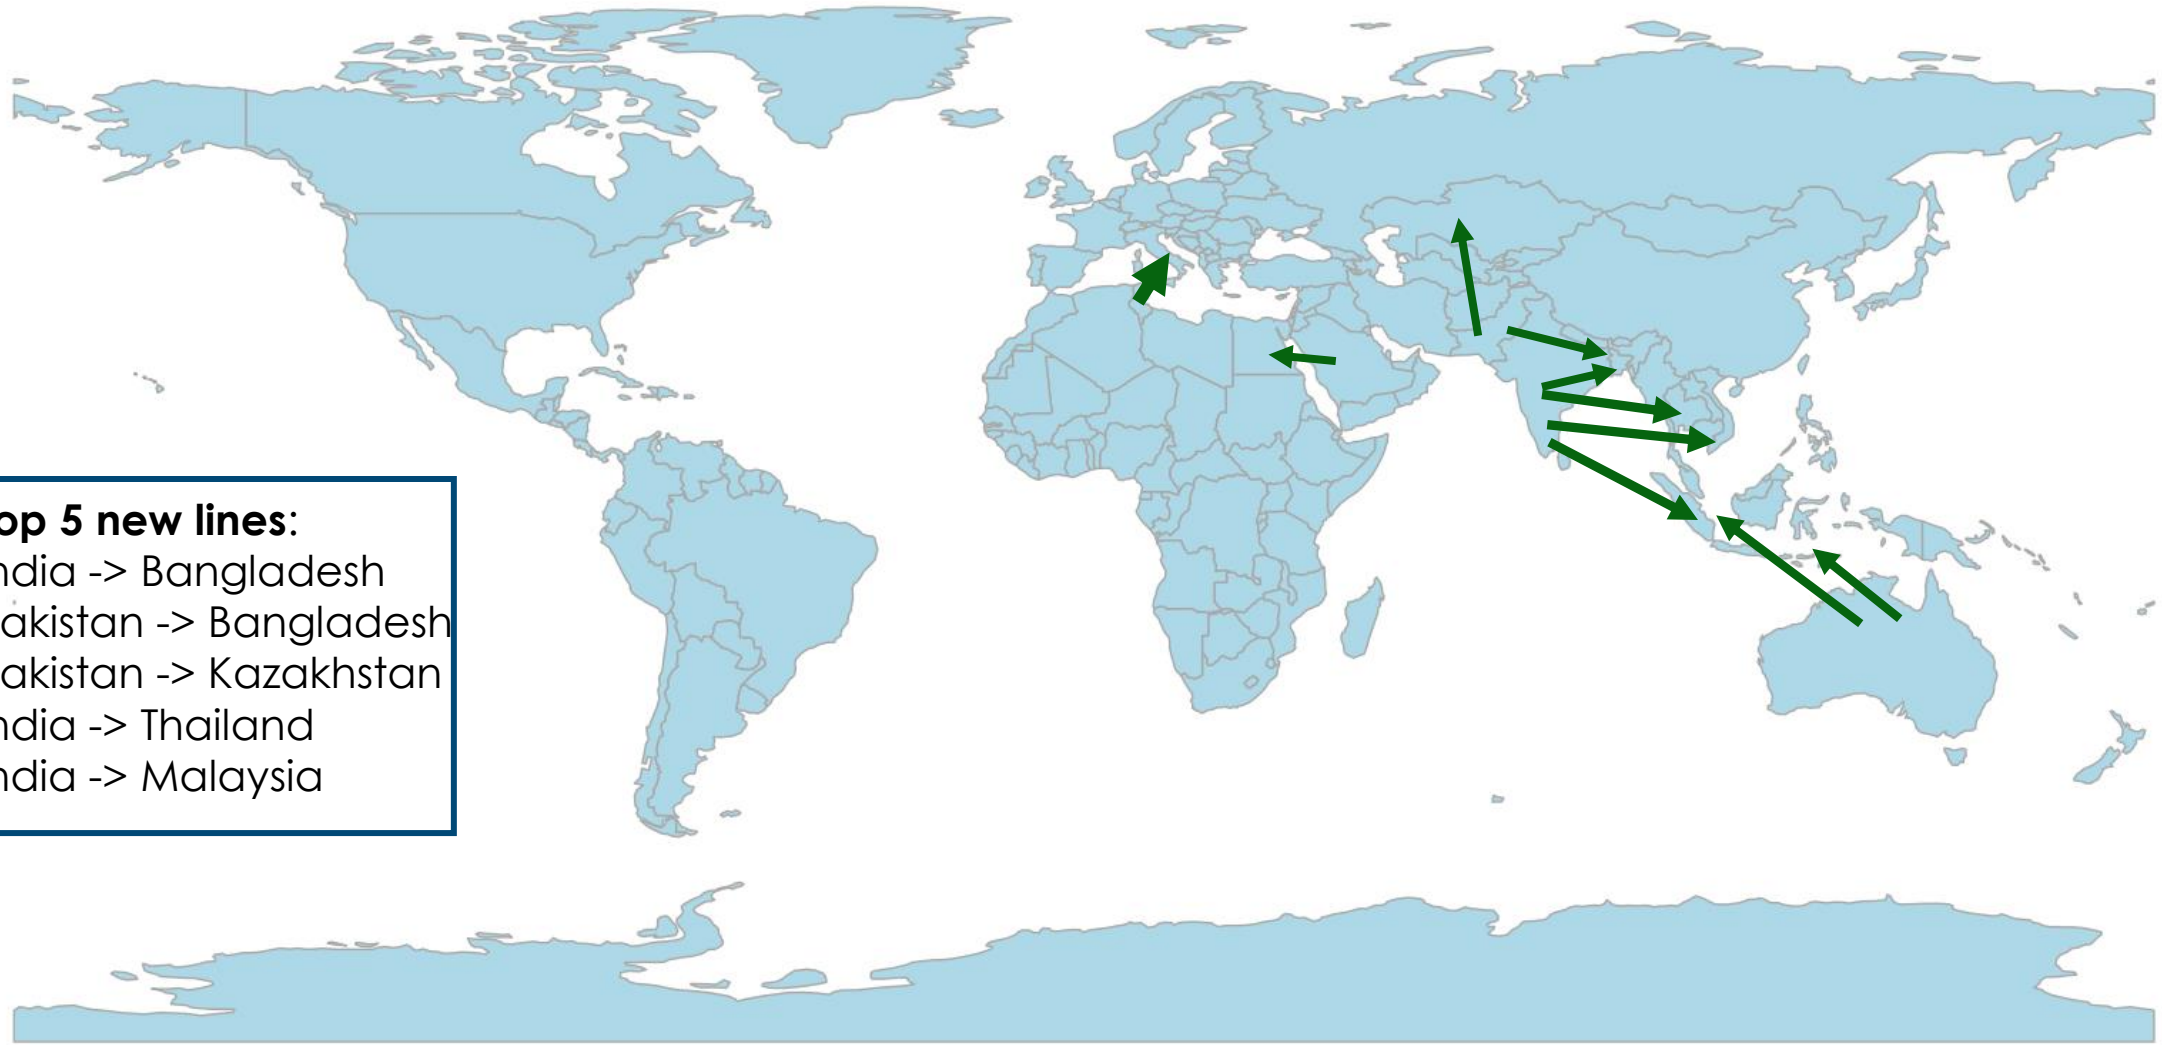 op 5 new lines:
ndia -> Bangladesh
akistan -> Bangladesh
akistan -> Kazakhstan
ndia -> Thailand
ndia -> Malaysia